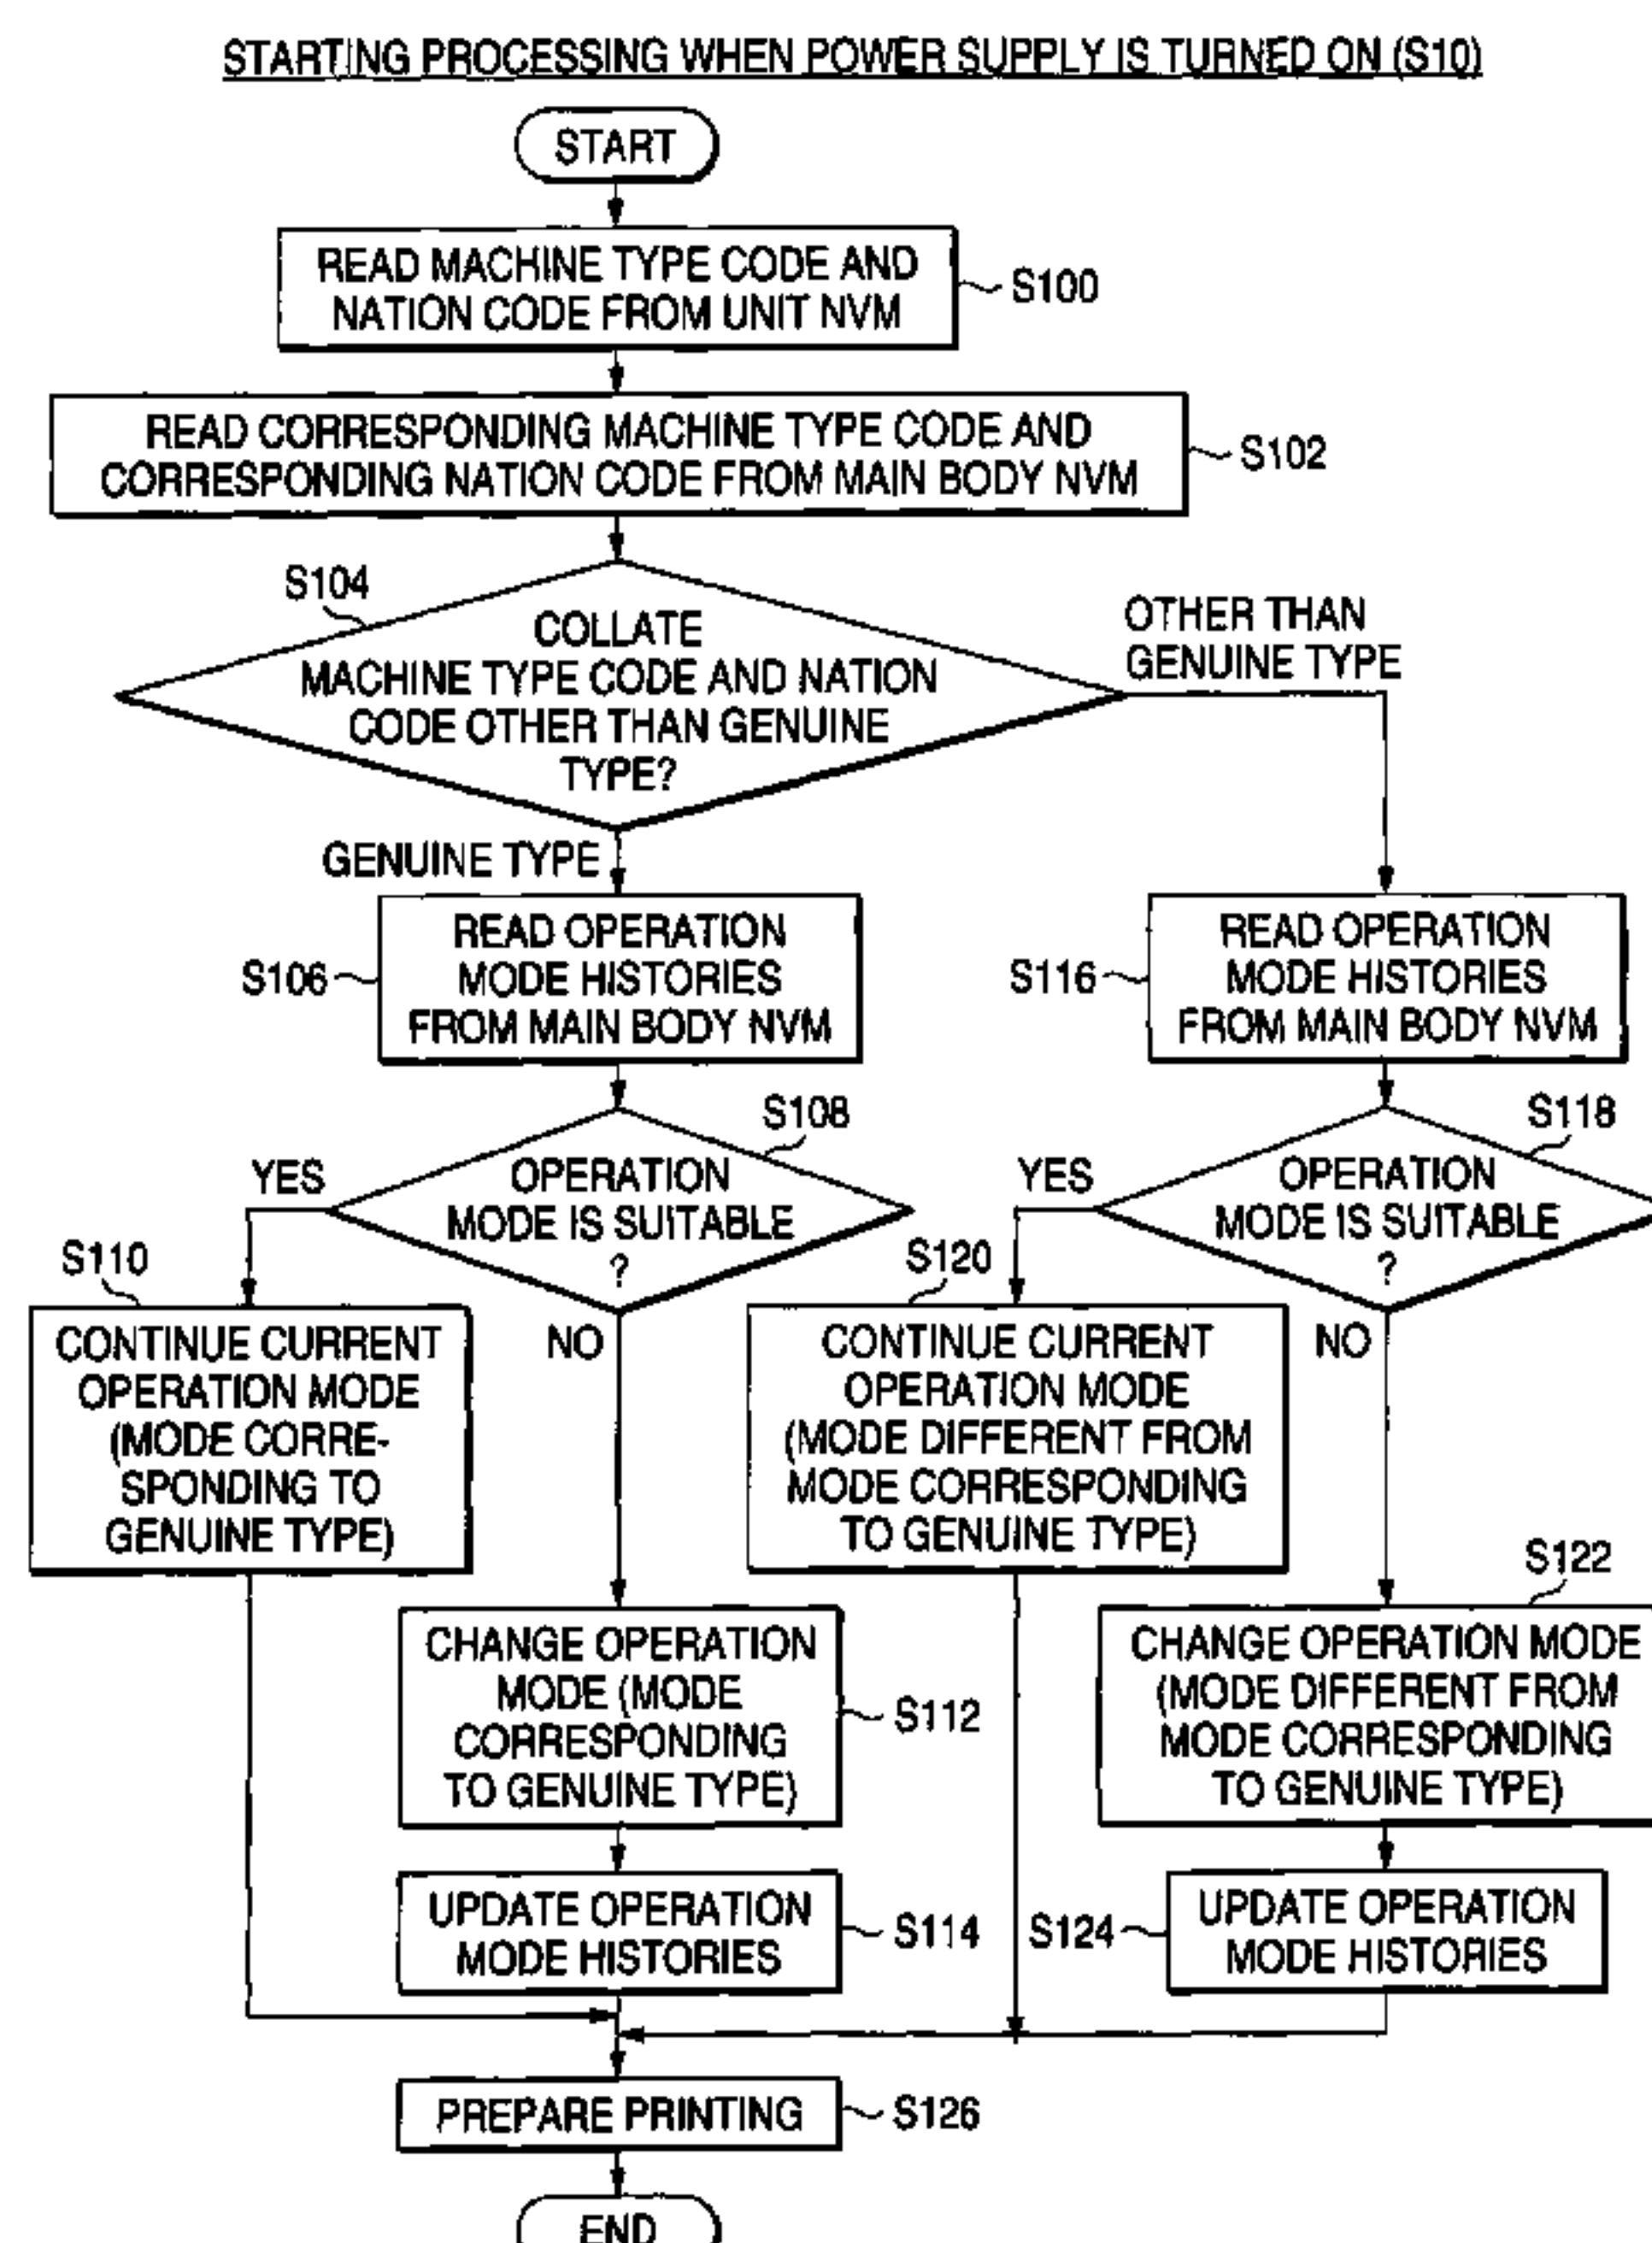 STARTING PROCESSING WHEN POWER SUPPLY IS TURNED ON (S10)
START
READ MACHINE TYPE CODE AND
NATION CODE FROM UNIT NVM
S100
READ CORRESPONDING MACHINE TYPE CODE AND
CORRESPONDING NATION CODE FROM MAIN BODY NVM
S102
S104
COLLATE
MACHINE TYPE CODE AND NATION
CODE OTHER THAN GENUINE
TYPE?
OTHER THAN
GENUINE TYPE
GENUINE TYPE
READ OPERATION
MODE HISTORIES
FROM MAIN BODY NVM
S106
READ OPERATION
MODE HISTORIES
FROM MAIN BODY NVM
S116
S108
OPERATION
MODE IS SUITABLE
?
YES
NO
S118
OPERATION
MODE IS SUITABLE
?
YES
NO
S110
CONTINUE CURRENT
OPERATION MODE
(MODE CORRE-
SPONDING TO
GENUINE TYPE)
S120
CONTINUE CURRENT
OPERATION MODE
(MODE DIFFERENT FROM
MODE CORRESPONDING
TO GENUINE TYPE)
CHANGE OPERATION
MODE (MODE
CORRESPONDING
TO GENUINE TYPE)
S112
S122
CHANGE OPERATION MODE
(MODE DIFFERENT FROM
MODE CORRESPONDING
TO GENUINE TYPE)
UPDATE OPERATION
MODE HISTORIES
S114
S124
UPDATE OPERATION
MODE HISTORIES
PREPARE PRINTING
S126
END